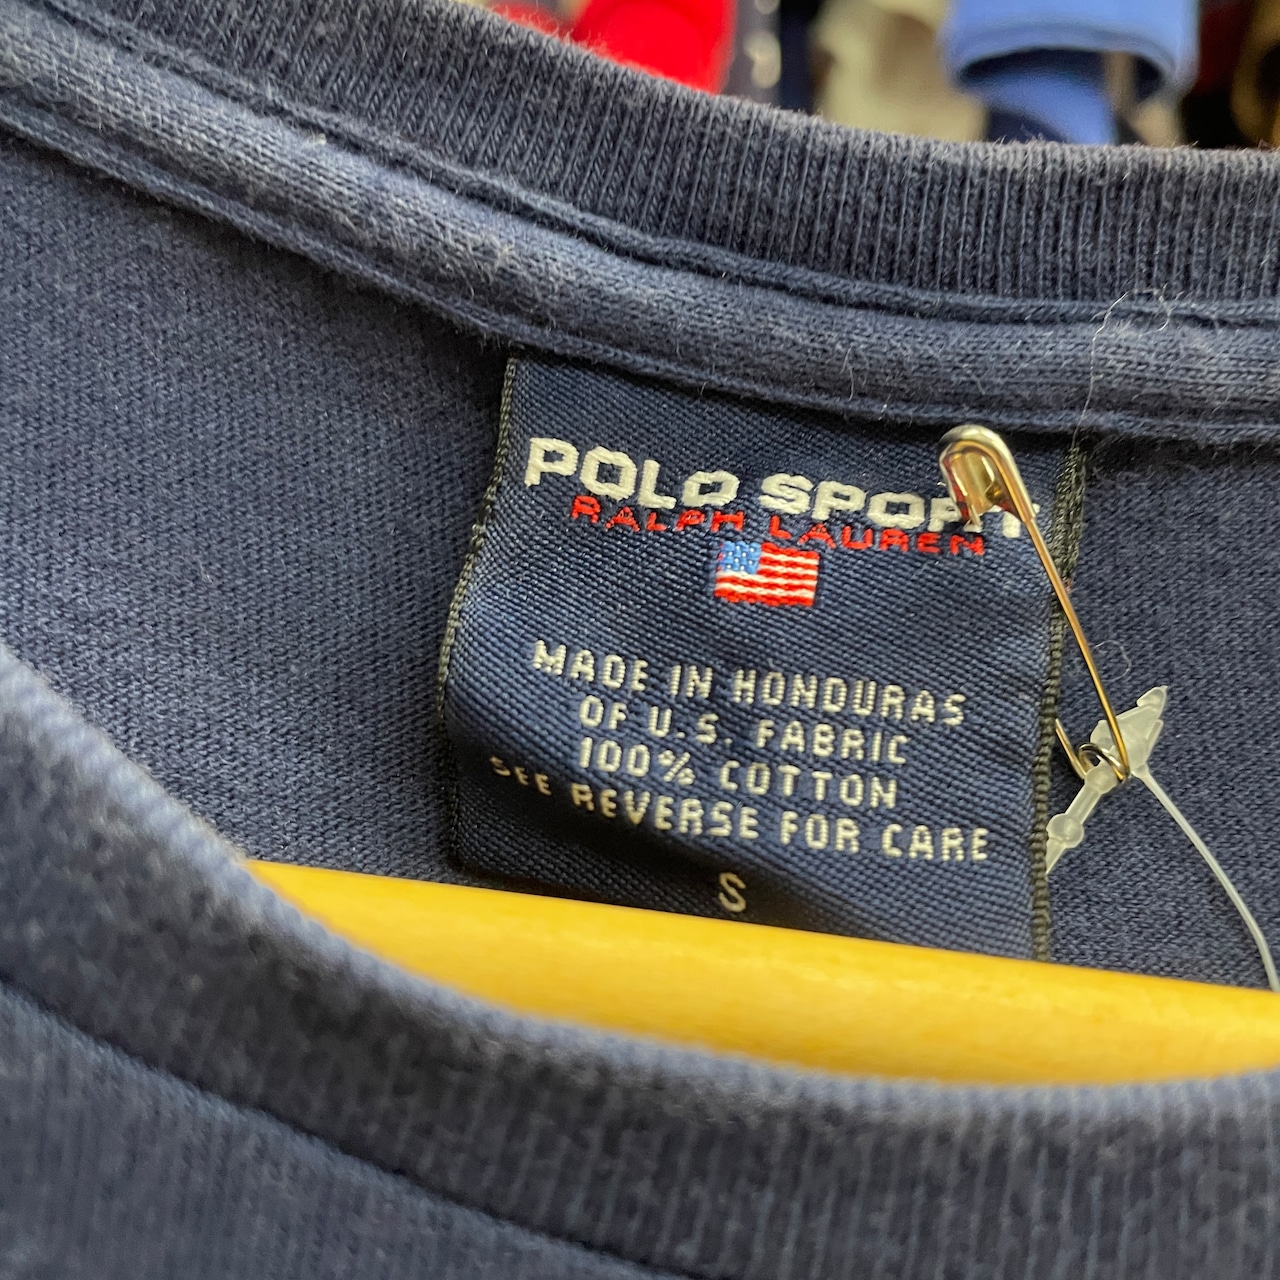 POLO SPORT
RALPH LAUREN
MADE IN HONDURAS
OF U.S. FABRIC
100% COTTON
SEE REVERSE FOR CARE
S